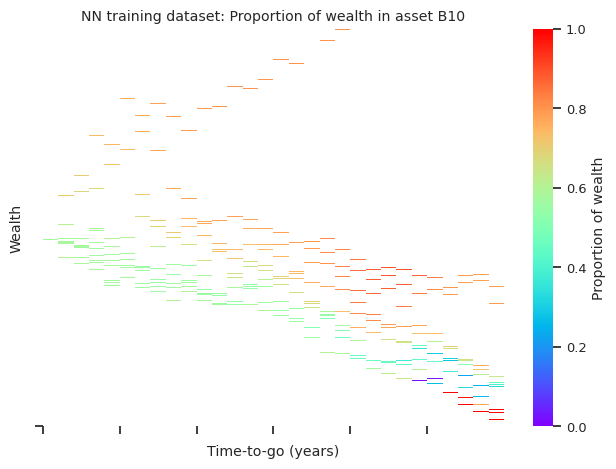 NN training dataset: Proportion of wealth in asset B10
Wealth
Time-to-go (years)
1.0
0.8
0.6
0.4
0.2
0.0
Proportion of wealth